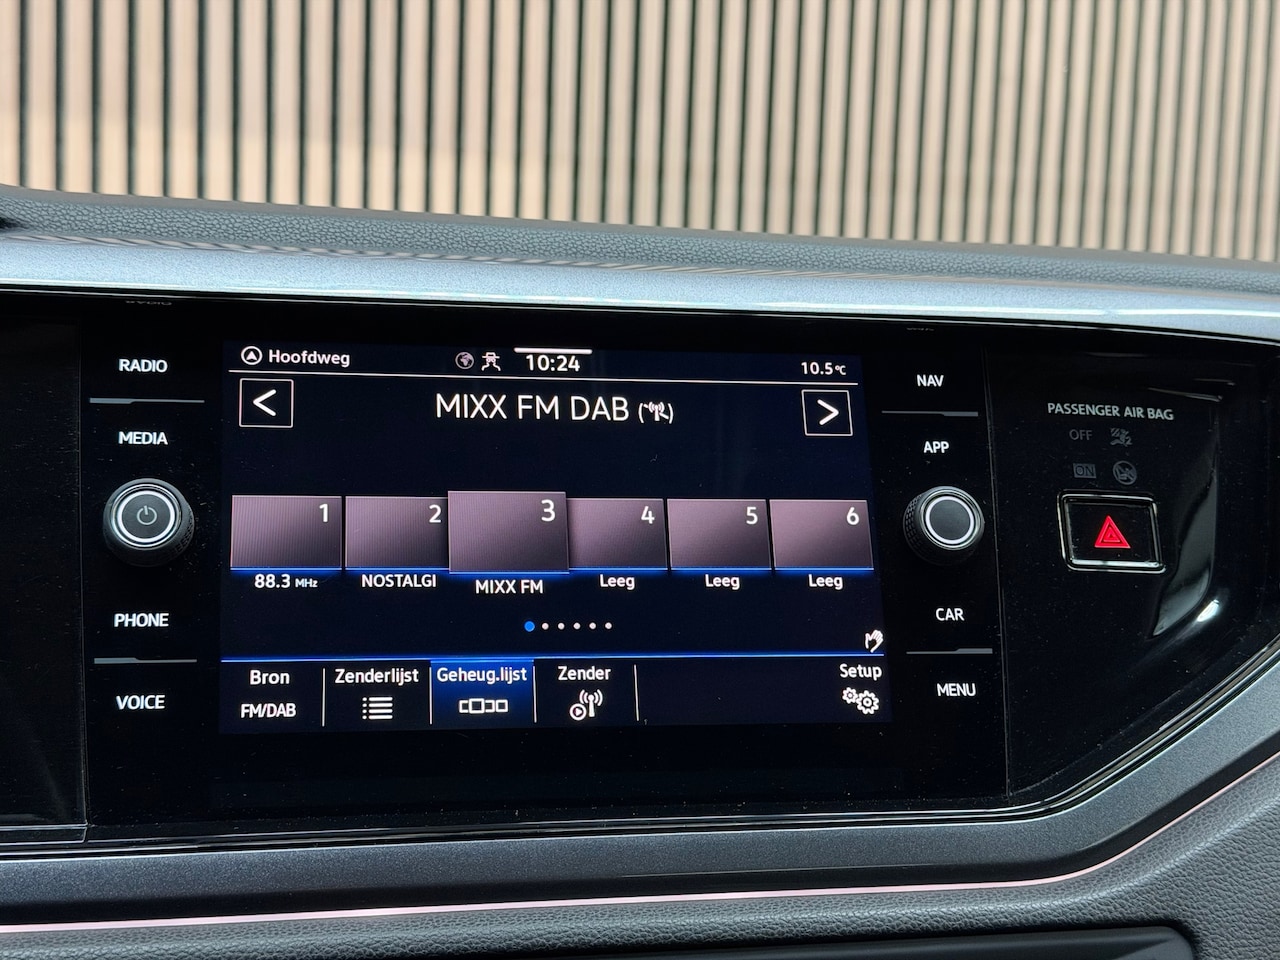 RADIO
MEDIA
PHONE
VOICE
Hoofdweg
10:24
10.5°C
< MIXX FM DAB >
1 2 3 4 5 6
88.3 MHz NOSTALGI MIXX FM Leeg Leeg Leeg
Bron Zenderlijst Geheug.lijst Zender Setup
FM/DAB
NAV
APP
CAR
MENU
PASSENGER AIR BAG
OFF
ON